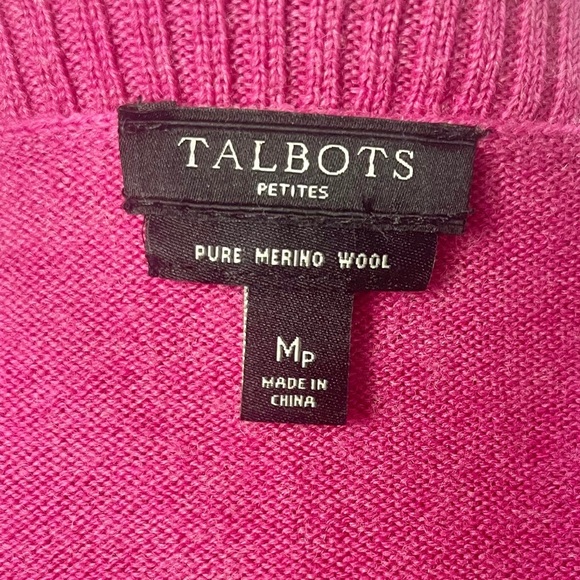 TALBOTS
PETITES
PURE MERINO WOOL
MP
MADE IN
CHINA